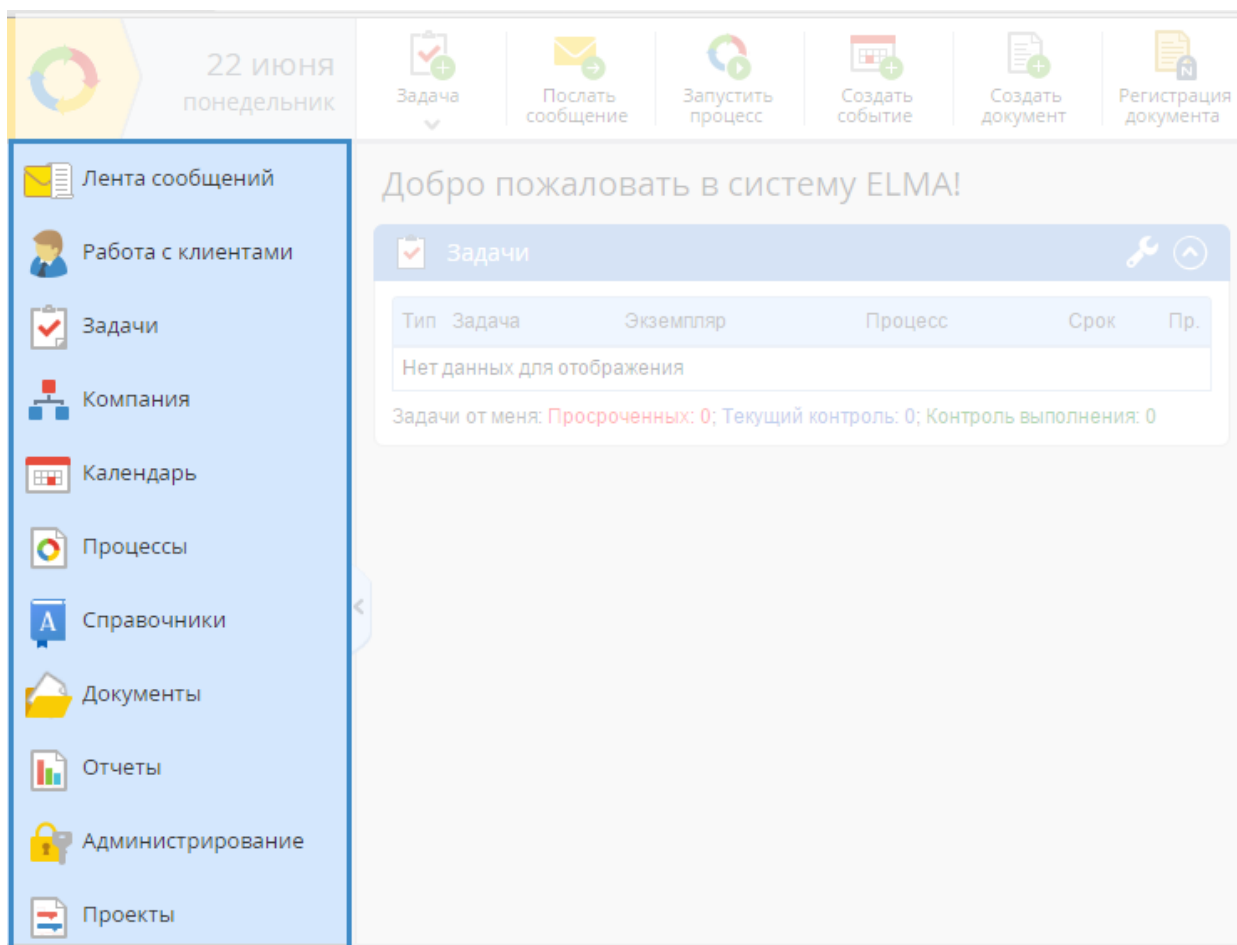 22 июня
понедельник
Задача
Послать
сообщение
Запустить
процесс
Создать
событие
Создать
документ
Регистрация
документа
Лента сообщений
Работа с клиентами
Задачи
Компания
Календарь
Процессы
Справочники
Документы
Отчеты
Администрирование
Проекты
Добро пожаловать в систему ELMA!
Задачи
Тип Задача Экземпляр Процесс Срок Пр.
Нет данных для отображения
Задачи от меня: Просроченных: 0; Текущий контроль: 0; Контроль выполнения: 0